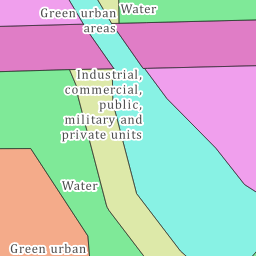 Green urban
areas
Water
Industrial,
commercial,
public,
military and
private units
Water
Green urban